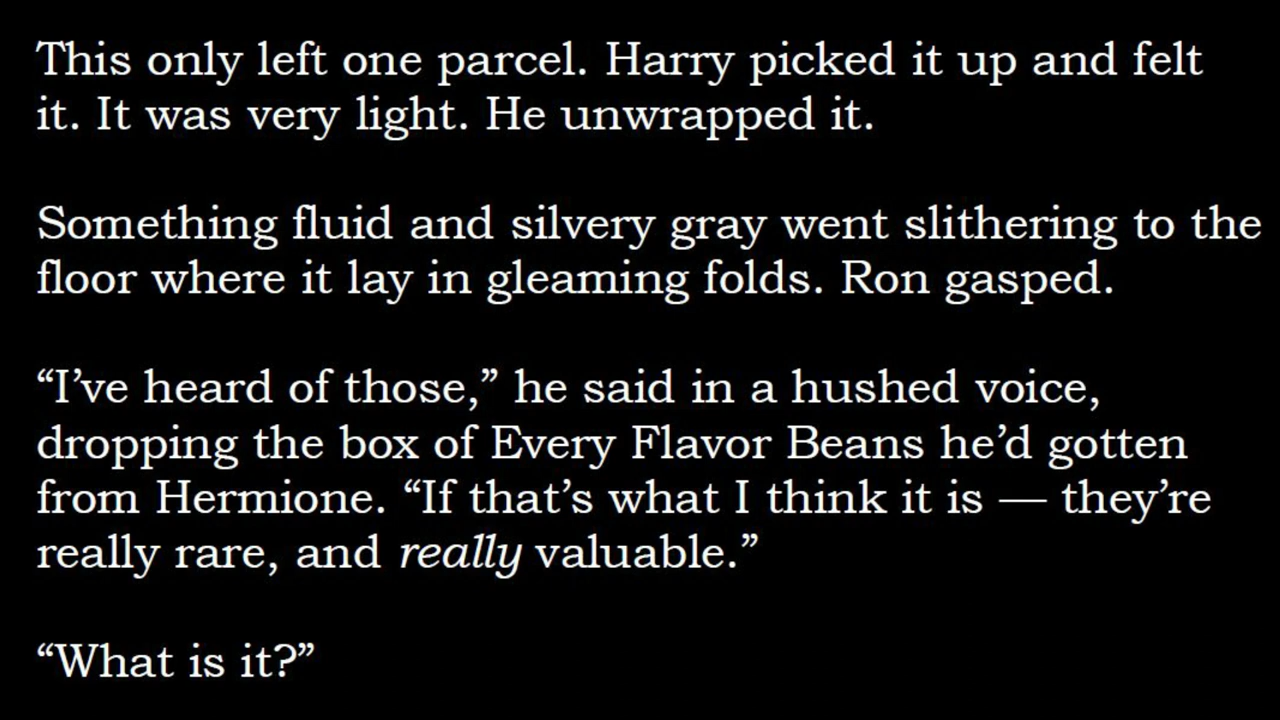 This only left one parcel. Harry picked it up and felt
it. It was very light. He unwrapped it.
Something fluid and silvery gray went slithering to the
floor where it lay in gleaming folds. Ron gasped.
“I’ve heard of those,” he said in a hushed voice,
dropping the box of Every Flavor Beans he’d gotten
from Hermione. “If that’s what I think it is — they’re
really rare, and really valuable.”
“What is it?”